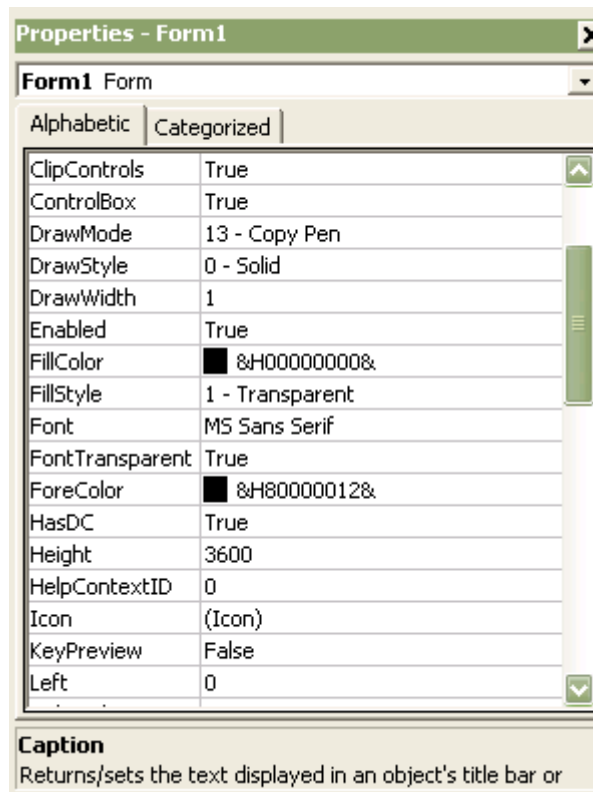 Properties - Form1
Form1 Form
Alphabetic Categorized
ClipControls True
ControlBox True
DrawMode 13 - Copy Pen
DrawStyle 0 - Solid
DrawWidth 1
Enabled True
FillColor &H00000000&
FillStyle 1 - Transparent
Font MS Sans Serif
FontTransparent True
ForeColor &H80000012&
HasDC True
Height 3600
HelpContextID 0
Icon (Icon)
KeyPreview False
Left 0
Caption
Returns/sets the text displayed in an object's title bar or